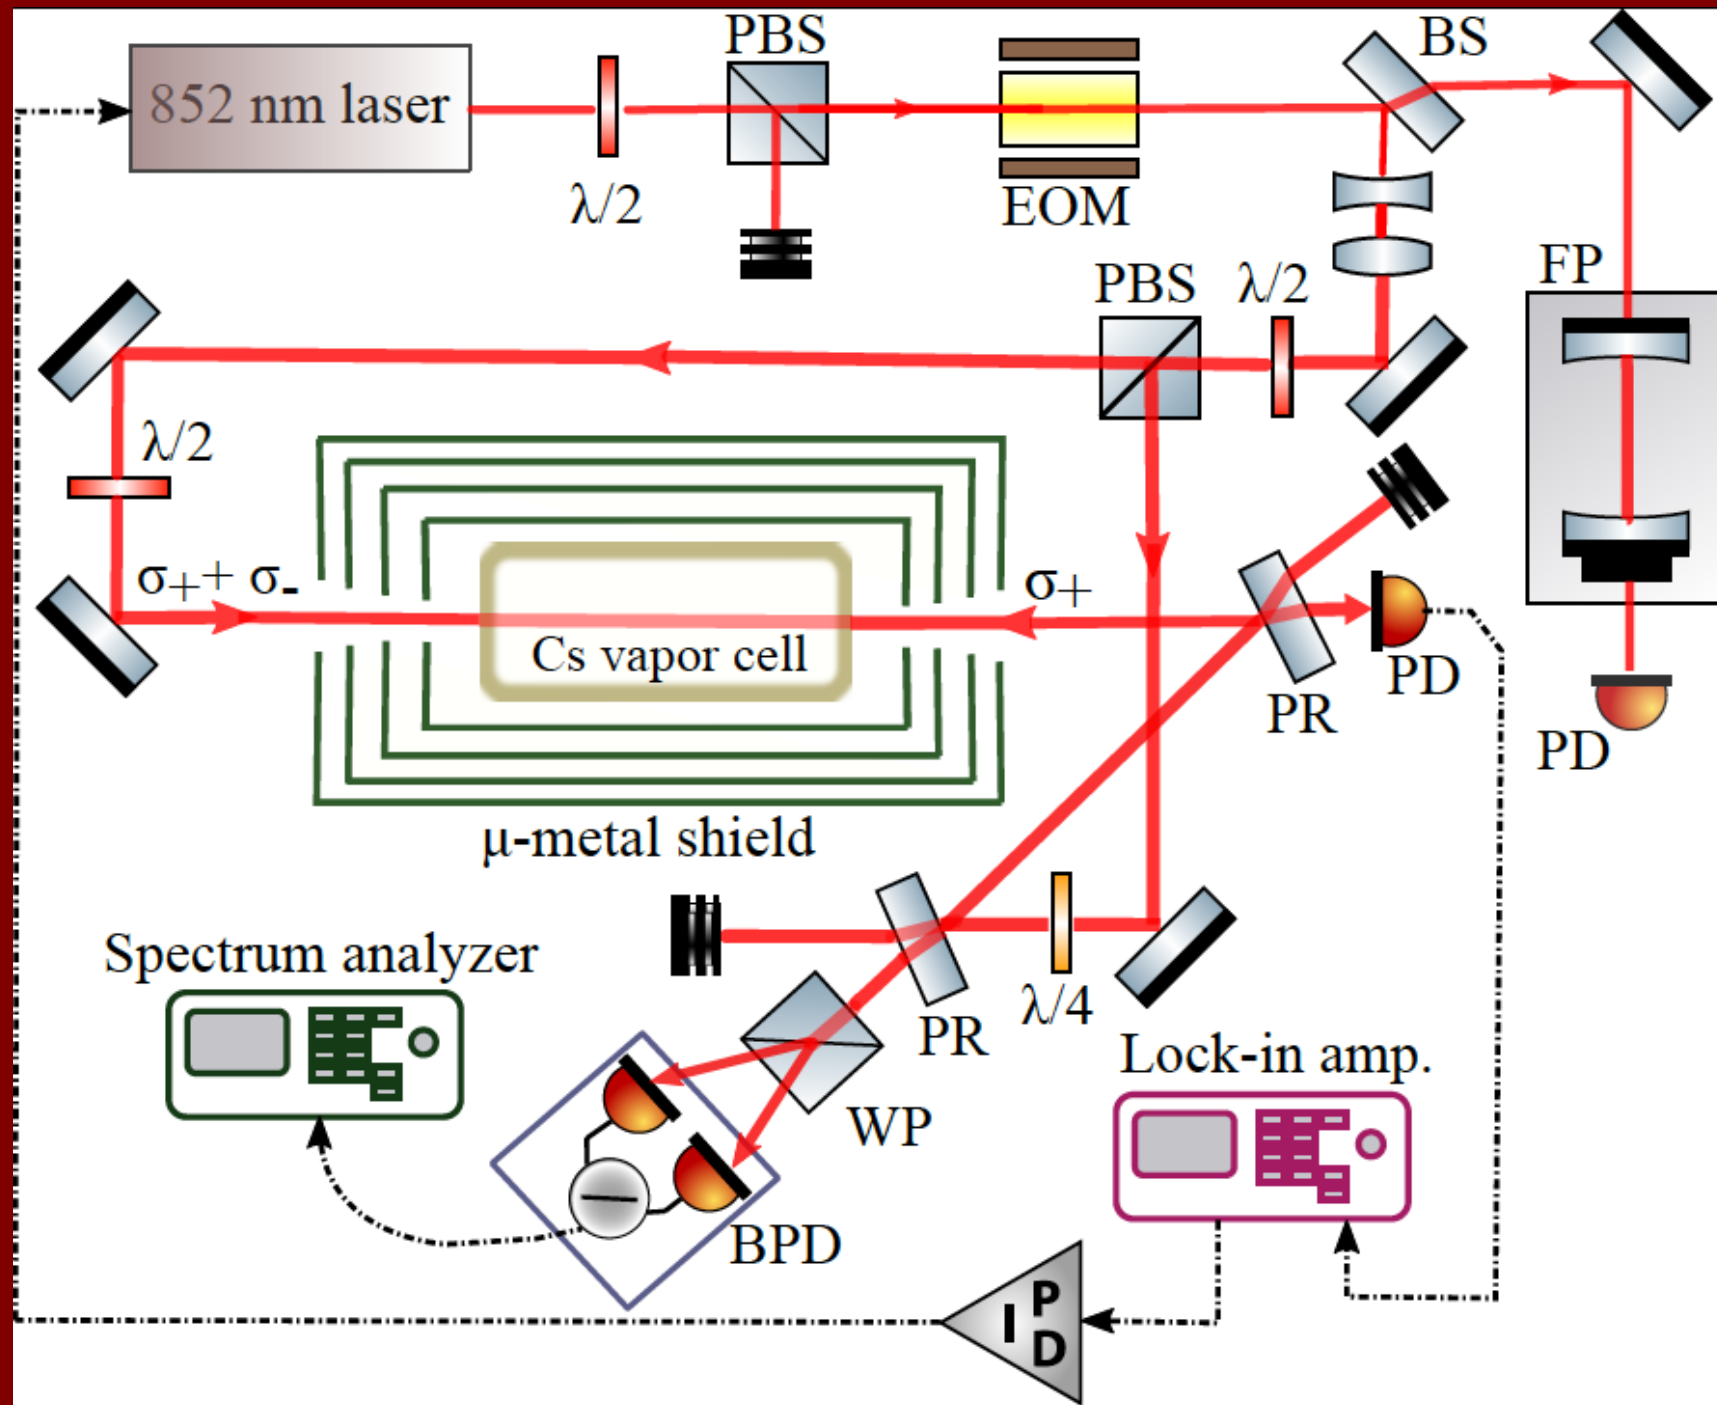 PBS
BS
852 nm laser
λ/2
EOM
PBS
λ/2
FP
λ/2
σ₊+ σ₋
σ₊
Cs vapor cell
PD
PR
PD
μ-metal shield
Spectrum analyzer
λ/4
PR
Lock-in amp.
WP
BPD
P
I
D